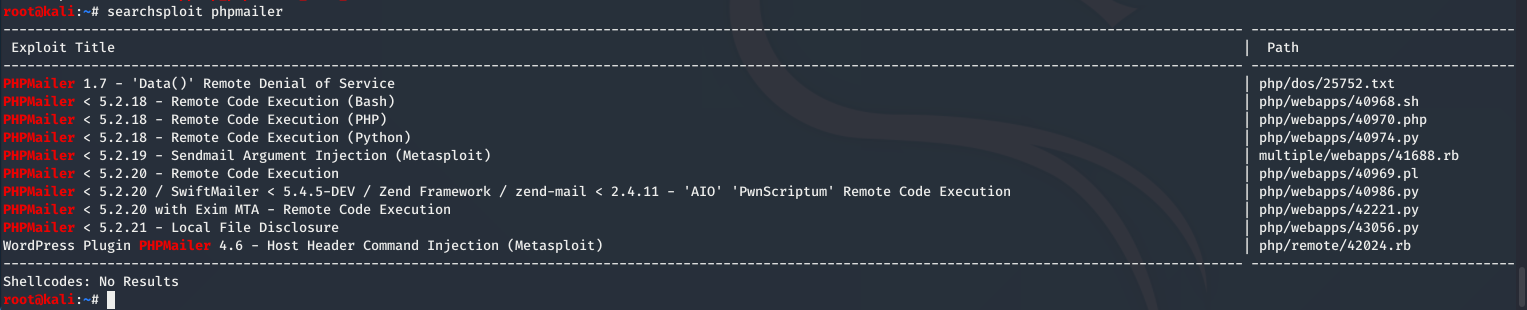 root@kali:~# searchsploit phpmailer
Exploit Title | Path
PHPMailer 1.7 - 'Data()' Remote Denial of Service | php/dos/25752.txt
PHPMailer < 5.2.18 - Remote Code Execution (Bash) | php/webapps/40968.sh
PHPMailer < 5.2.18 - Remote Code Execution (PHP) | php/webapps/40970.php
PHPMailer < 5.2.18 - Remote Code Execution (Python) | php/webapps/40974.py
PHPMailer < 5.2.19 - Sendmail Argument Injection (Metasploit) | multiple/webapps/41688.rb
PHPMailer < 5.2.20 - Remote Code Execution | php/webapps/40969.pl
PHPMailer < 5.2.20 / SwiftMailer < 5.4.5-DEV / Zend Framework / zend-mail < 2.4.11 - 'AIO' 'PwnScriptum' Remote Code Execution | php/webapps/40986.py
PHPMailer < 5.2.20 with Exim MTA - Remote Code Execution | php/webapps/42221.py
PHPMailer < 5.2.21 - Local File Disclosure | php/webapps/43056.py
WordPress Plugin PHPMailer 4.6 - Host Header Command Injection (Metasploit) | php/remote/42024.rb
Shellcodes: No Results
root@kali:~#